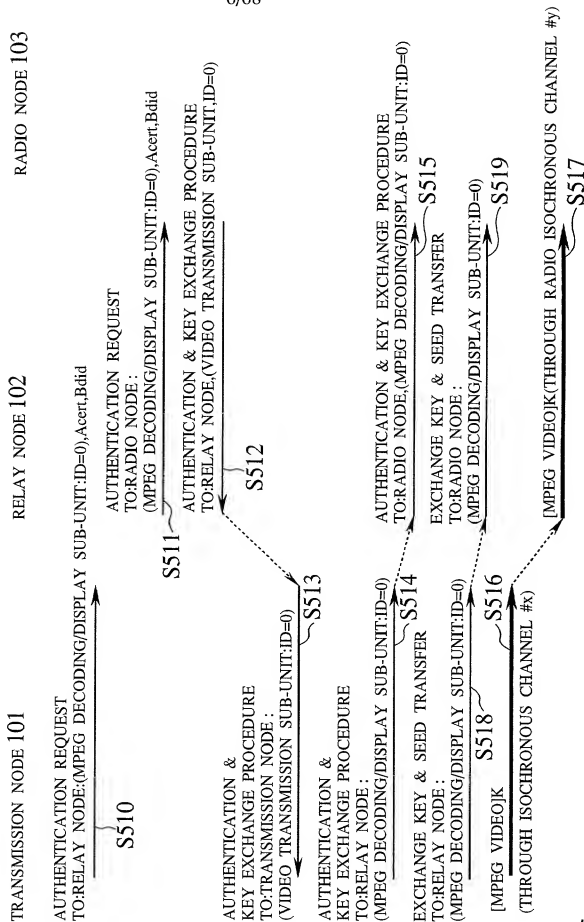 6/68
TRANSMISSION NODE 101
RELAY NODE 102
RADIO NODE 103
AUTHENTICATION REQUEST
TO:RELAY NODE:(MPEG DECODING/DISPLAY SUB-UNIT:ID=0),Acert,Bdid
S510
AUTHENTICATION REQUEST
TO:RADIO NODE :
(MPEG DECODING/DISPLAY SUB-UNIT:ID=0),Acert,Bdid
S511
AUTHENTICATION & KEY EXCHANGE PROCEDURE
TO:RELAY NODE,(VIDEO TRANSMISSION SUB-UNIT,ID=0)
S512
AUTHENTICATION &
KEY EXCHANGE PROCEDURE
TO:TRANSMISSION NODE :
(VIDEO TRANSMISSION SUB-UNIT:ID=0)
S513
AUTHENTICATION &
KEY EXCHANGE PROCEDURE
TO:RELAY NODE :
(MPEG DECODING/DISPLAY SUB-UNIT:ID=0)
S514
AUTHENTICATION & KEY EXCHANGE PROCEDURE
TO:RADIO NODE,(MPEG DECODING/DISPLAY SUB-UNIT:ID=0)
S515
EXCHANGE KEY & SEED TRANSFER
TO:RELAY NODE :
(MPEG DECODING/DISPLAY SUB-UNIT:ID=0)
S518
EXCHANGE KEY & SEED TRANSFER
TO:RADIO NODE :
(MPEG DECODING/DISPLAY SUB-UNIT:ID=0)
S519
[MPEG VIDEO]K
S516
(THROUGH ISOCHRONOUS CHANNEL #x)
[MPEG VIDEO]K(THROUGH RADIO ISOCHRONOUS CHANNEL #y)
S517